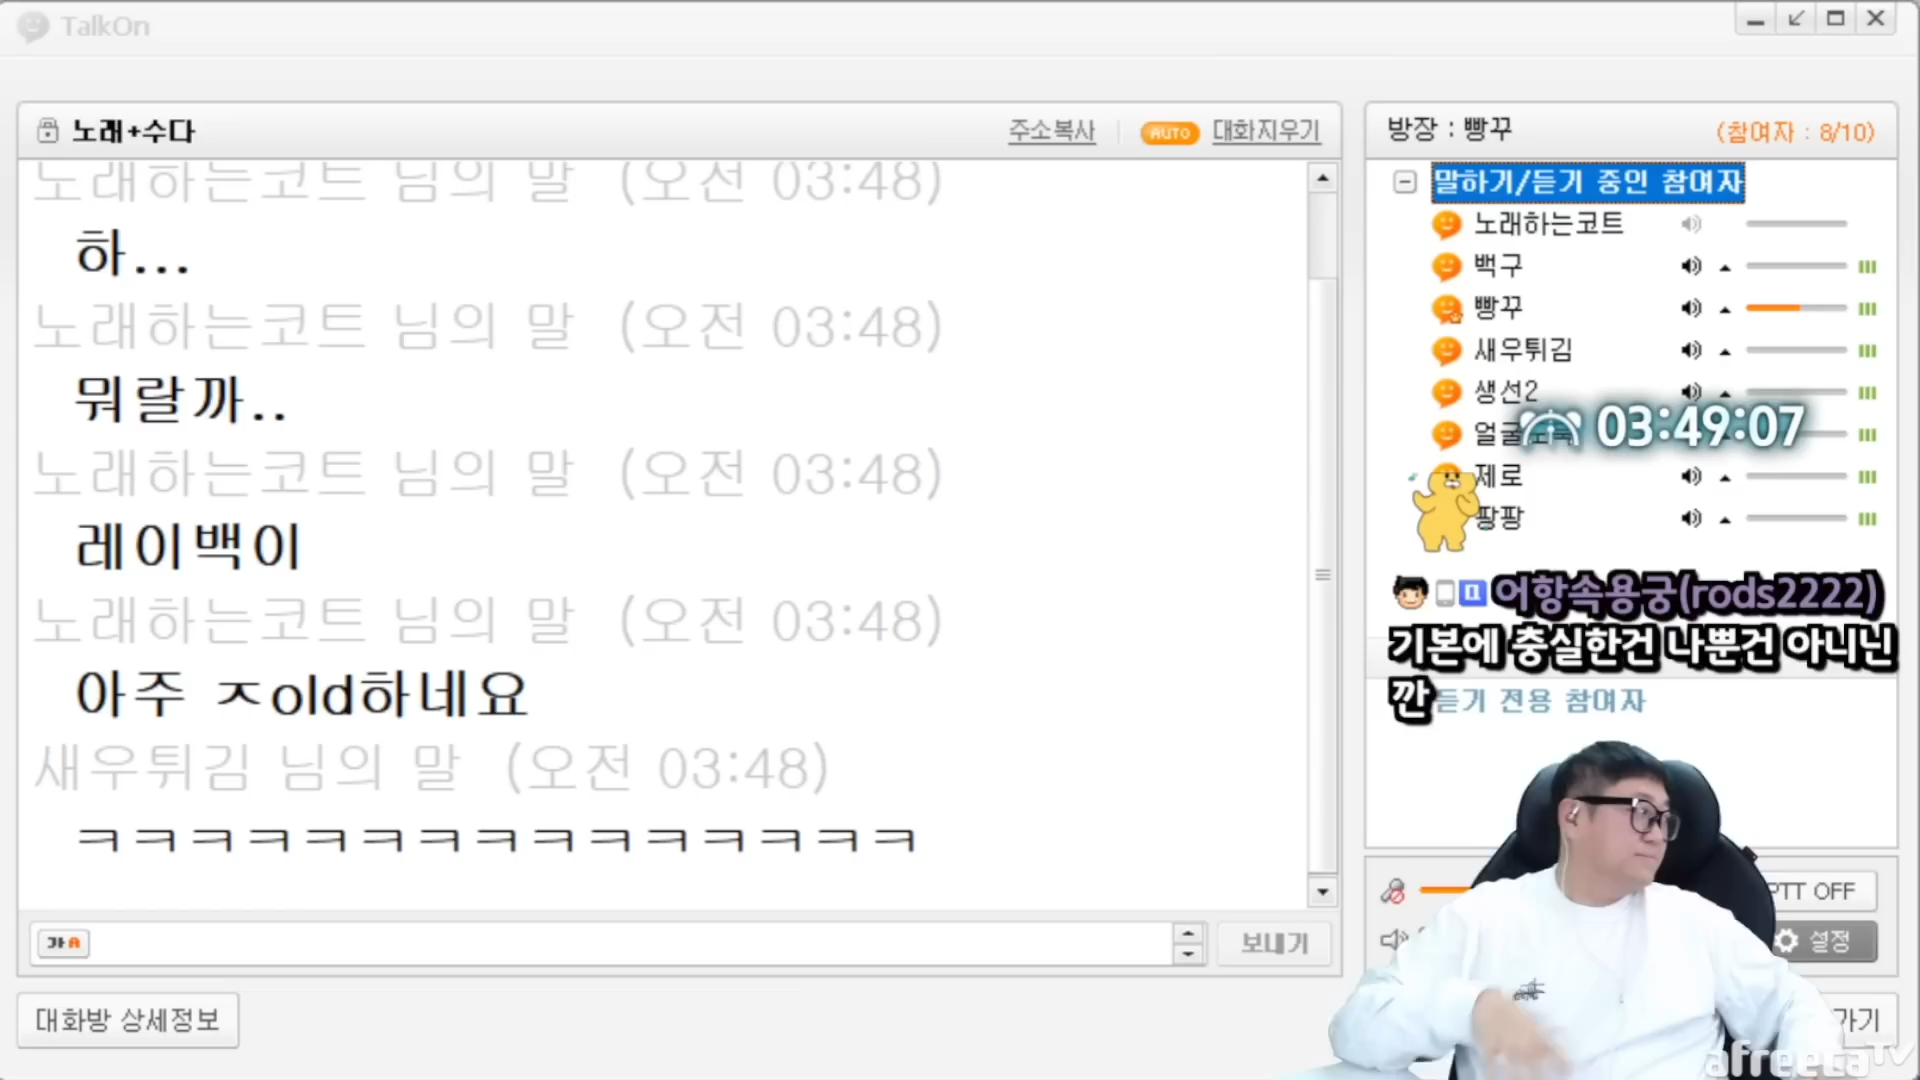 TalkOn
노래+수다
주소복사 AUTO 대화지우기
노래하는코트 님의 말 (오전 03:48)
하...
노래하는코트 님의 말 (오전 03:48)
뭐랄까..
노래하는코트 님의 말 (오전 03:48)
레이백이
노래하는코트 님의 말 (오전 03:48)
아주 ㅈold하네요
새우튀김 님의 말 (오전 03:48)
ㅋㅋㅋㅋㅋㅋㅋㅋㅋㅋㅋㅋㅋㅋㅋ
가A
보내기
대화방 상세정보
방장 : 빵꾸 (참여자 : 8/10)
말하기/듣기 중인 참여자
노래하는코트
백구
빵꾸
새우튀김
생선2
03:49:07
제로
팡팡
어항속용궁(rods2222)
기본에 충실한건 나뿐건 아니닌
깐
듣기 전용 참여자
PTT OFF
설정
가기
afreecaTV